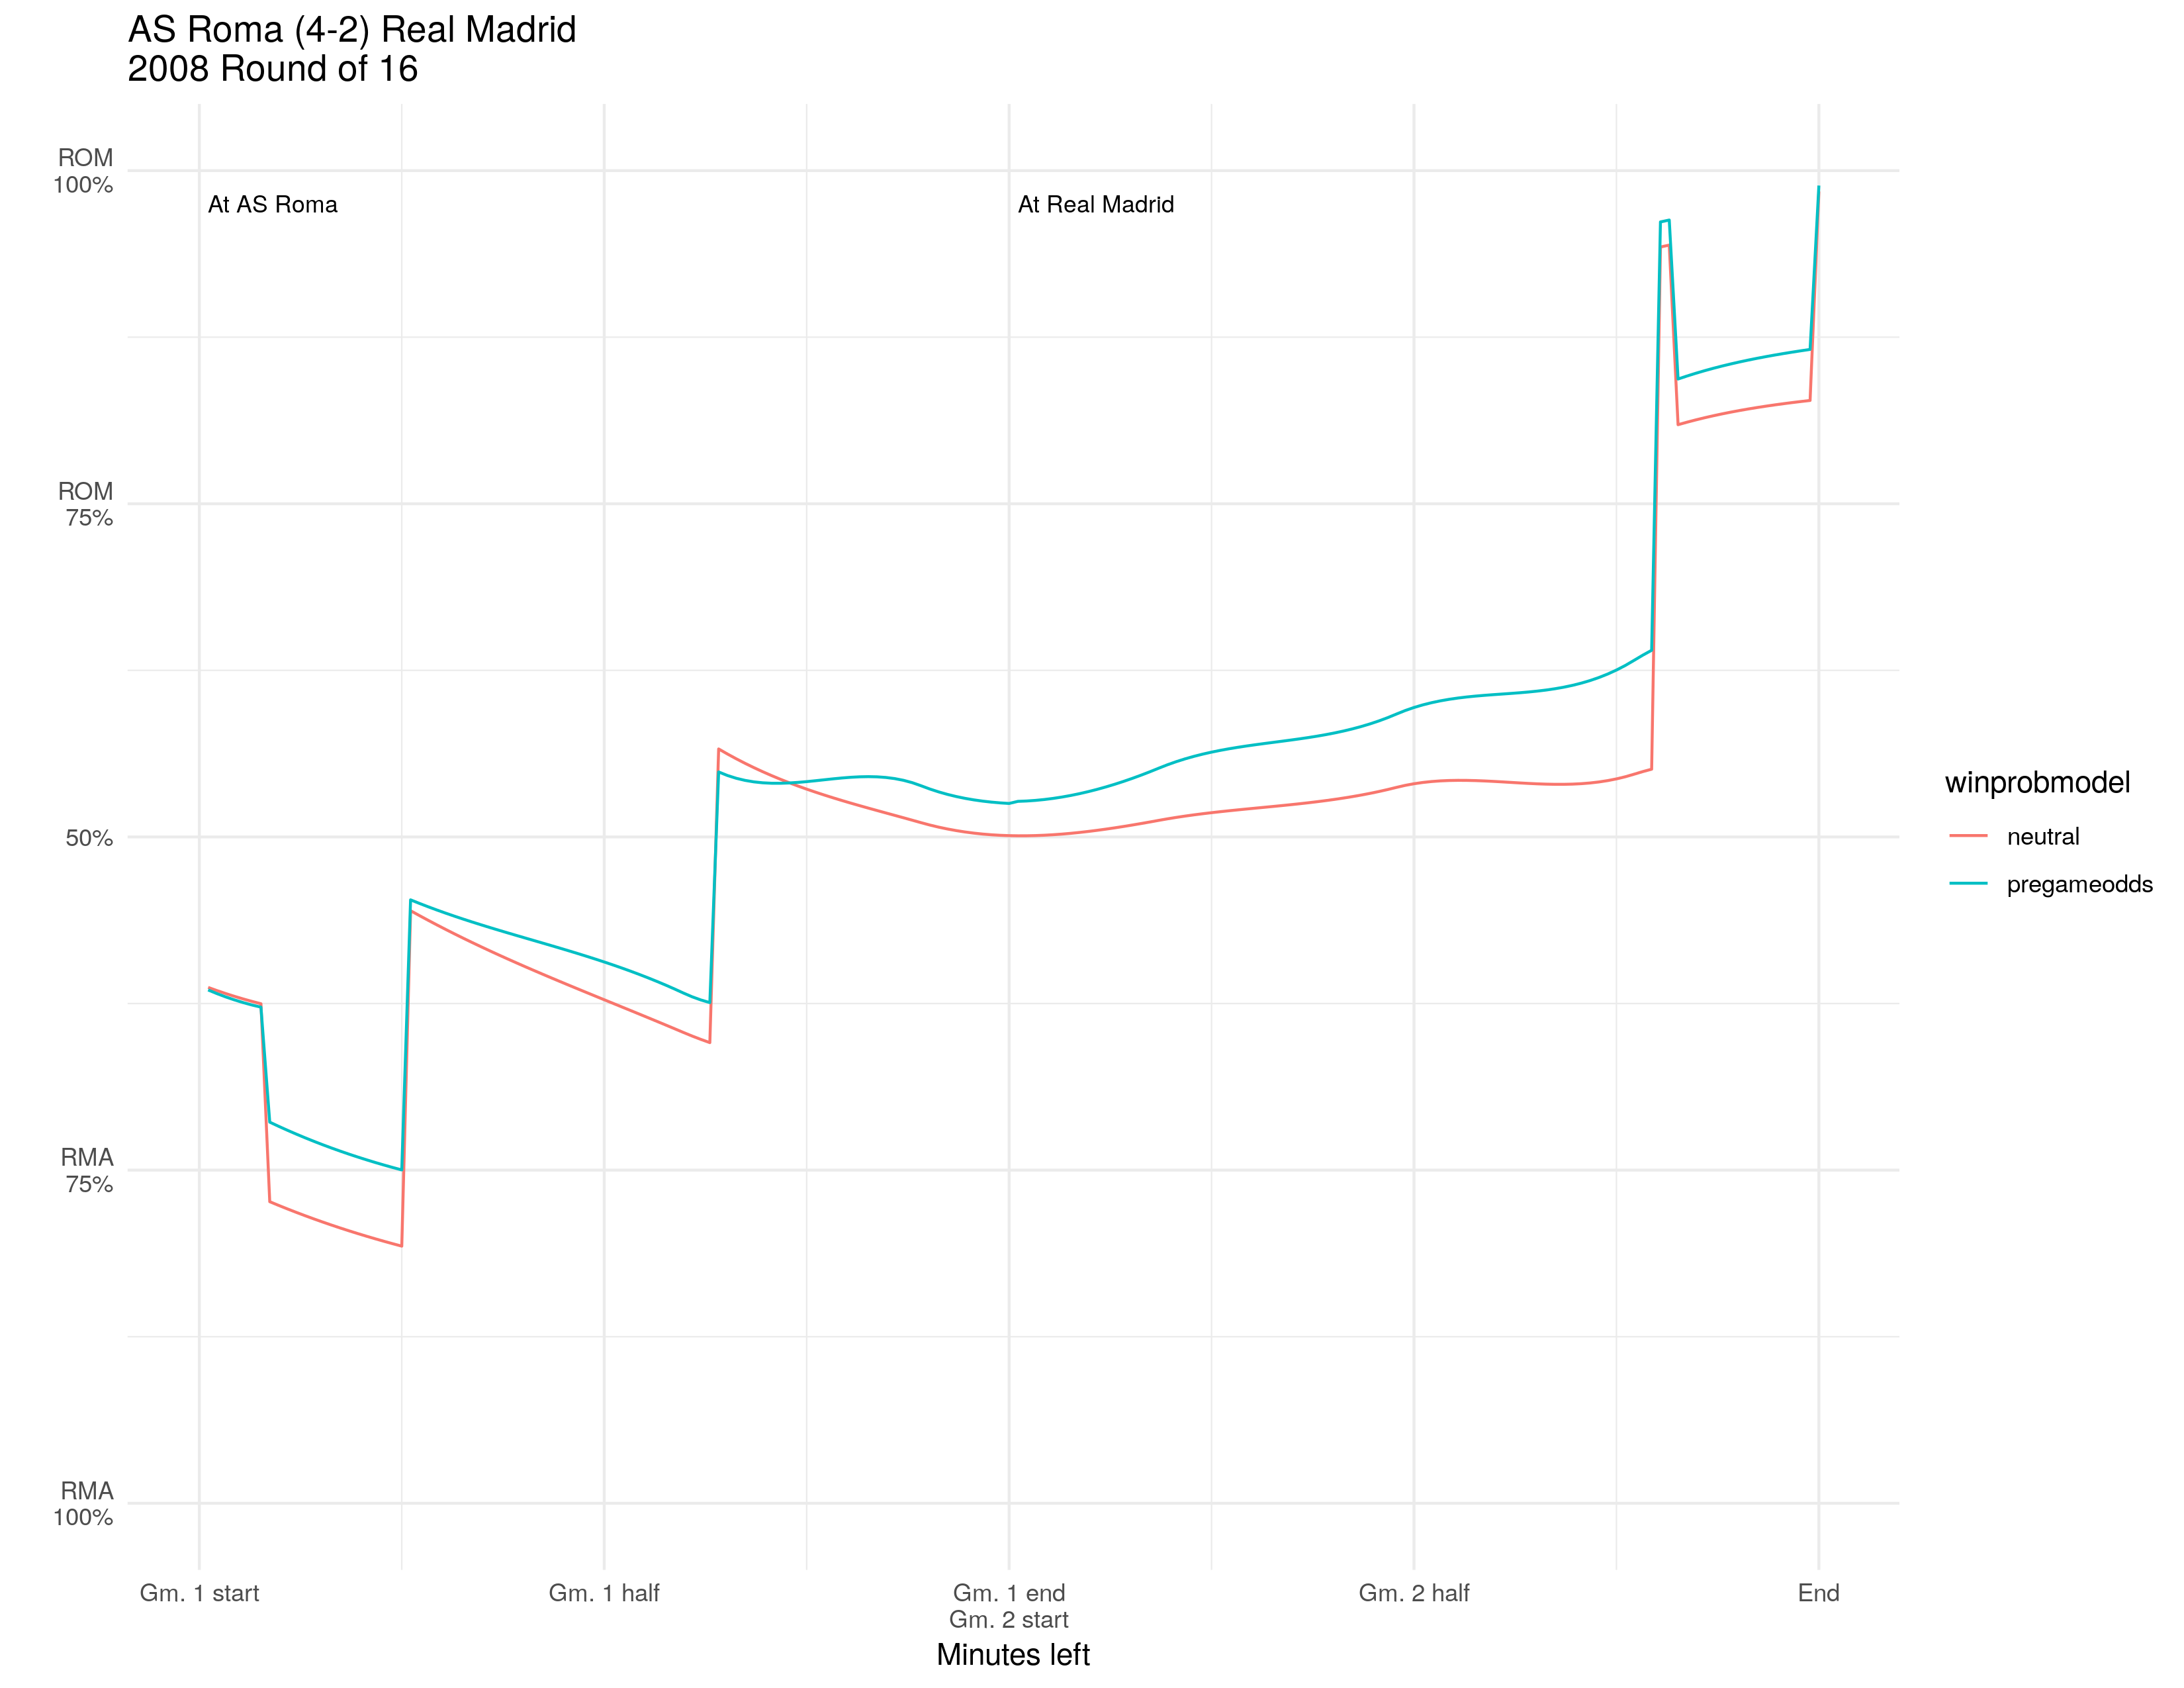 AS Roma (4-2) Real Madrid
2008 Round of 16
ROM
100%
At AS Roma
At Real Madrid
ROM
75%
50%
RMA
75%
RMA
100%
winprobmodel
neutral
pregameodds
Gm. 1 start
Gm. 1 half
Gm. 1 end
Gm. 2 start
Gm. 2 half
End
Minutes left